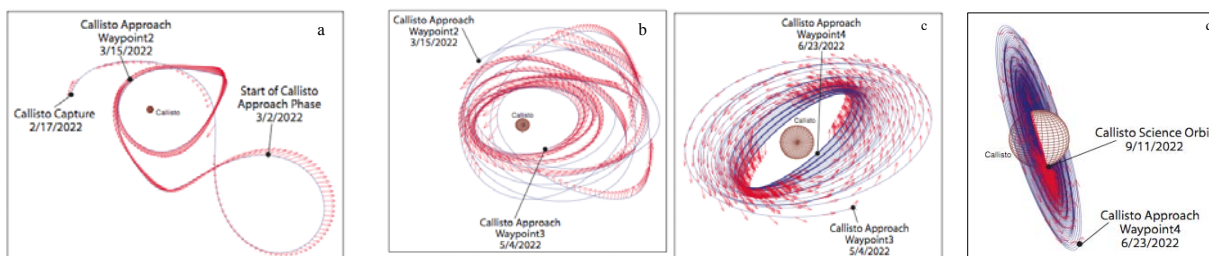 a
Callisto Approach
Waypoint2
3/15/2022
Callisto
Callisto Capture
2/17/2022
Start of Callisto
Approach Phase
3/2/2022
b
Callisto Approach
Waypoint2
3/15/2022
Callisto
Callisto Approach
Waypoint3
5/4/2022
c
Callisto Approach
Waypoint4
6/23/2022
Callisto
Callisto Approach
Waypoint3
5/4/2022
Callisto Science Orbi
9/11/2022
Callisto
Callisto Approach
Waypoint4
6/23/2022